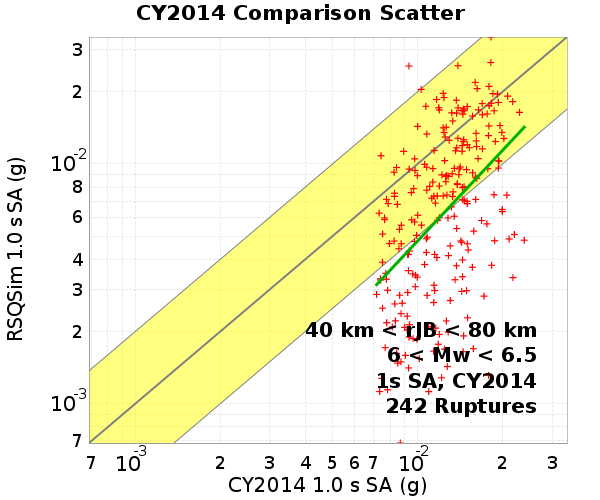 CY2014 Comparison Scatter
RSQSim 1.0 s SA (g)
3
2
10-2
8
6
4
3
2
10-3
7
40 km < rJB < 80 km
6 < Mw < 6.5
1s SA, CY2014
242 Ruptures
7 10-3 2 3 4 5 6 7 10-2 2 3
CY2014 1.0 s SA (g)